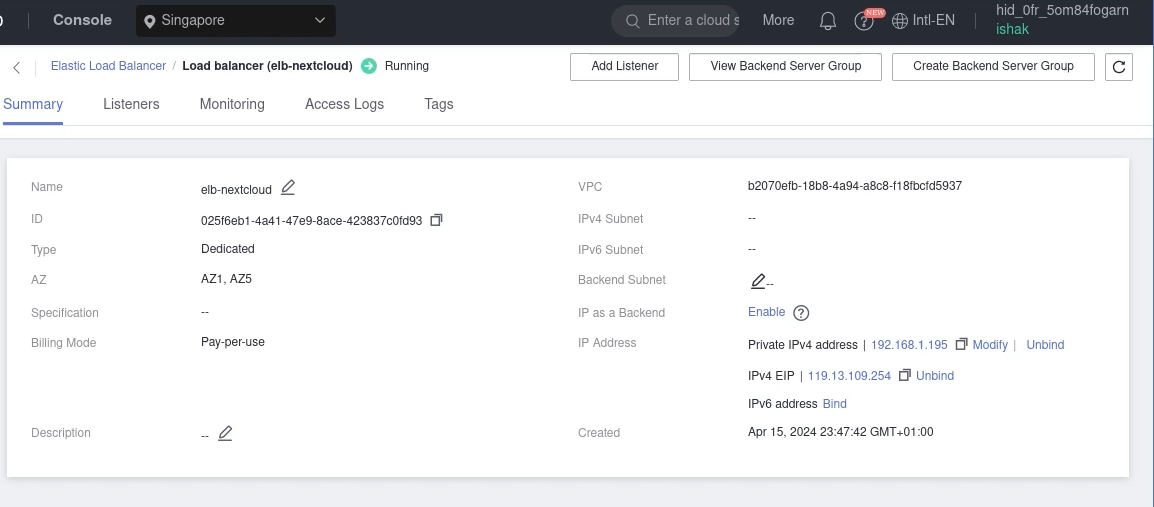 Console
Singapore
Enter a cloud s
More
NEW
Intl-EN
hid_0fr_5om84fogarn
ishak
Elastic Load Balancer / Load balancer (elb-nextcloud) Running
Add Listener
View Backend Server Group
Create Backend Server Group
Summary
Listeners
Monitoring
Access Logs
Tags
Name
elb-nextcloud
ID
025f6eb1-4a41-47e9-8ace-423837c0fd93
Type
Dedicated
AZ
AZ1, AZ5
Specification
--
Billing Mode
Pay-per-use
Description
--
VPC
b2070efb-18b8-4a94-a8c8-f18fbcfd5937
IPv4 Subnet
--
IPv6 Subnet
--
Backend Subnet
--
IP as a Backend
Enable
IP Address
Private IPv4 address | 192.168.1.195 Modify | Unbind
IPv4 EIP | 119.13.109.254 Unbind
IPv6 address Bind
Created
Apr 15, 2024 23:47:42 GMT+01:00